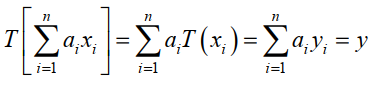 T[∑_{i=1}^{n} a_i x_i] = ∑_{i=1}^{n} a_i T(x_i) = ∑_{i=1}^{n} a_i y_i = y